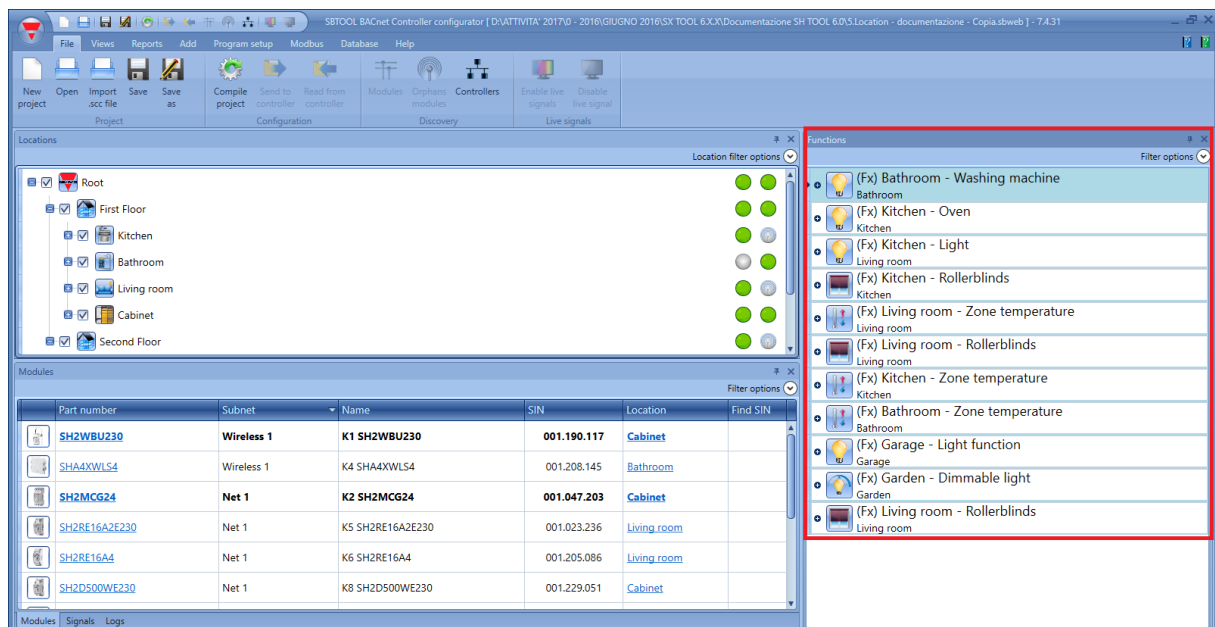 SBTOOL BACnet Controller configurator [ D:\ATTIVITA' 2017\0 - 2016\GIUGNO 2016\SX TOOL 6.X.X\Documentazione SH TOOL 6.0\5.Location - documentazione - Copia.sbweb ] - 7.4.31
File Views Reports Add Program setup Modbus Database Help
New project Open Import .scc file Save Save as Compile project Send to controller Read from controller Modules Orphans modules Controllers Enable live signals Disable live signal
Project Configuration Discovery Live signals
Locations
Location filter options
Root
First Floor
Kitchen
Bathroom
Living room
Cabinet
Second Floor
Modules
Filter options
Part number Subnet Name SIN Location Find SIN
SH2WBU230 Wireless 1 K1 SH2WBU230 001.190.117 Cabinet
SHA4XWLS4 Wireless 1 K4 SHA4XWLS4 001.208.145 Bathroom
SH2MCG24 Net 1 K2 SH2MCG24 001.047.203 Cabinet
SH2RE16A2E230 Net 1 K5 SH2RE16A2E230 001.023.236 Living room
SH2RE16A4 Net 1 K6 SH2RE16A4 001.205.086 Living room
SH2D500WE230 Net 1 K8 SH2D500WE230 001.229.051 Cabinet
Modules Signals Logs
Functions
Filter options
(Fx) Bathroom - Washing machine
Bathroom
(Fx) Kitchen - Oven
Kitchen
(Fx) Kitchen - Light
Living room
(Fx) Kitchen - Rollerblinds
Kitchen
(Fx) Living room - Zone temperature
Living room
(Fx) Living room - Rollerblinds
Living room
(Fx) Kitchen - Zone temperature
Kitchen
(Fx) Bathroom - Zone temperature
Bathroom
(Fx) Garage - Light function
Garage
(Fx) Garden - Dimmable light
Garden
(Fx) Living room - Rollerblinds
Living room